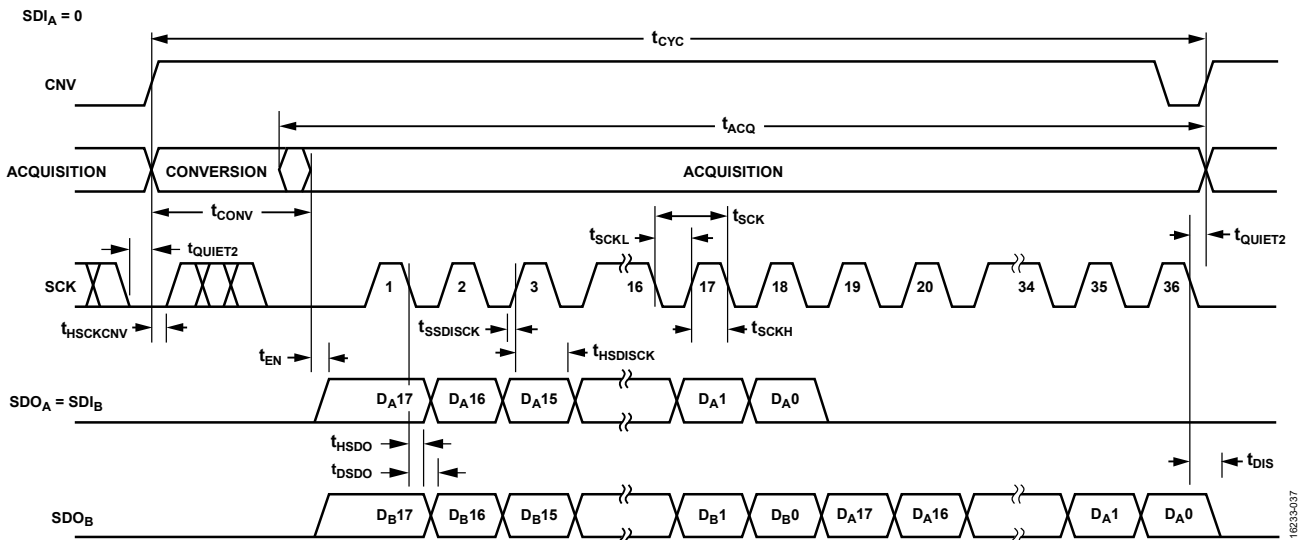 SDIA = 0
tCYC
CNV
tACQ
ACQUISITION
CONVERSION
ACQUISITION
tCONV
tSCK
tQUIET2
tSCKL
tQUIET2
SCK
1 2 3 16 17 18 19 20 34 35 36
tHSCKCNV
tSSDISCK
tSCKH
tEN
tHSDISCK
SDOA = SDIB
DA17 DA16 DA15 DA1 DA0
tHSDO
tDSDO
tDIS
SDOB
DB17 DB16 DB15 DB1 DB0 DA17 DA16 DA1 DA0
16233-037